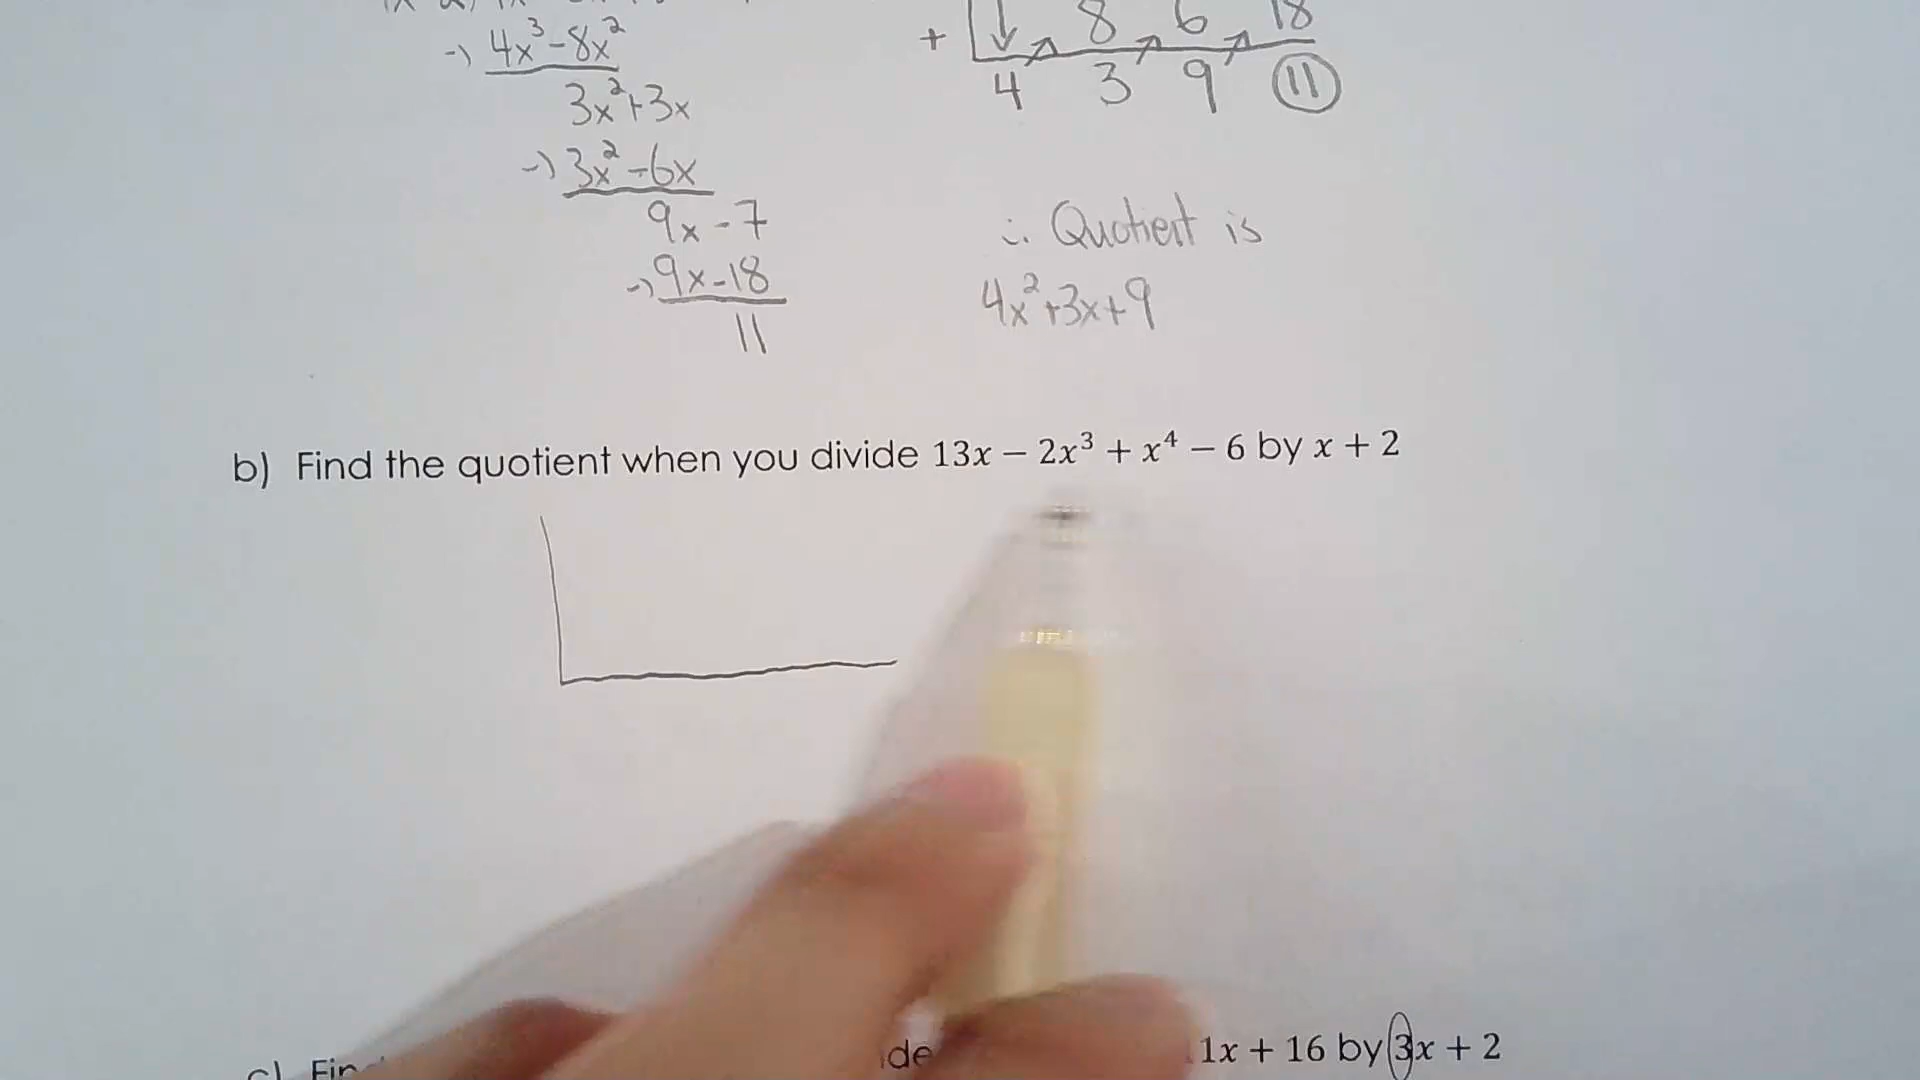 -) 4x³-8x²
3x²+3x
-) 3x²-6x
9x-7
-) 9x-18
11
+ 8 6 18
4 3 9 11
∴ Quotient is
4x²+3x+9
b) Find the quotient when you divide 13x − 2x³ + x⁴ − 6 by x + 2
1x + 16 by 3x + 2